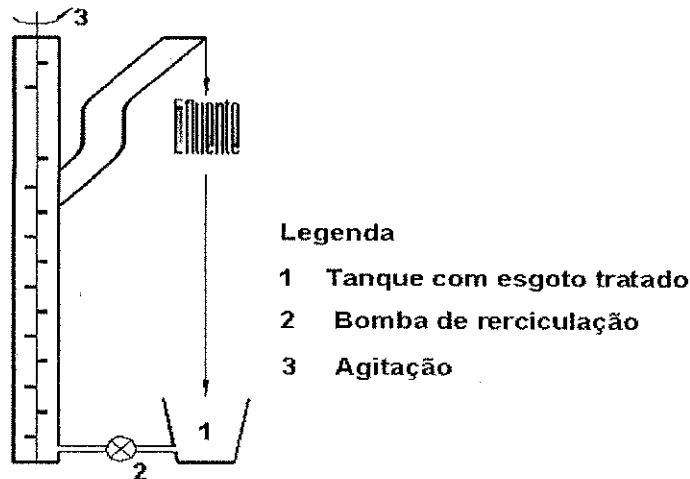 3
Efluente
Legenda
1 Tanque com esgoto tratado
2 Bomba de rerciculação
3 Agitação
1
2